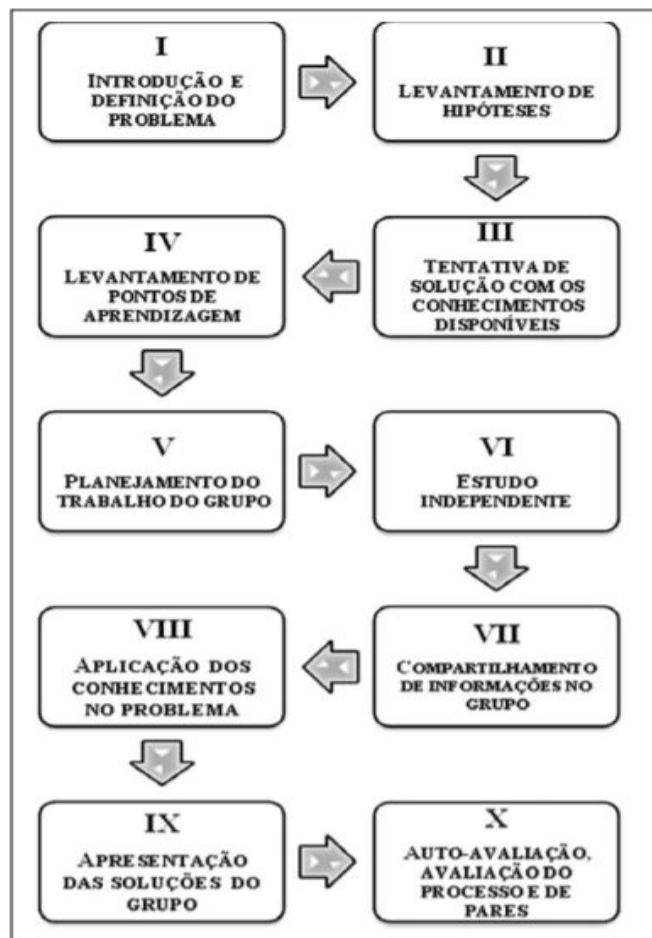 I
INTRODUÇÃO E
DEFINIÇÃO DO
PROBLEMA
II
LEVANTAMENTO DE
HIPÓTESES
III
TENTATIVA DE
SOLUÇÃO COM OS
CONHECIMENTOS
DISPONÍVEIS
IV
LEVANTAMENTO DE
PONTOS DE
APRENDIZAGEM
V
PLANEJAMENTO DO
TRABALHO DO GRUPO
VI
ESTUDO
INDEPENDENTE
VII
COMPARTILHAMENTO
DE INFORMAÇÕES NO
GRUPO
VIII
APLICAÇÃO DOS
CONHECIMENTOS
NO PROBLEMA
IX
APRESENTAÇÃO
DAS SOLUÇÕES DO
GRUPO
X
AUTO-AVALIAÇÃO,
AVALIAÇÃO DO
PROCESSO E DE
PARES